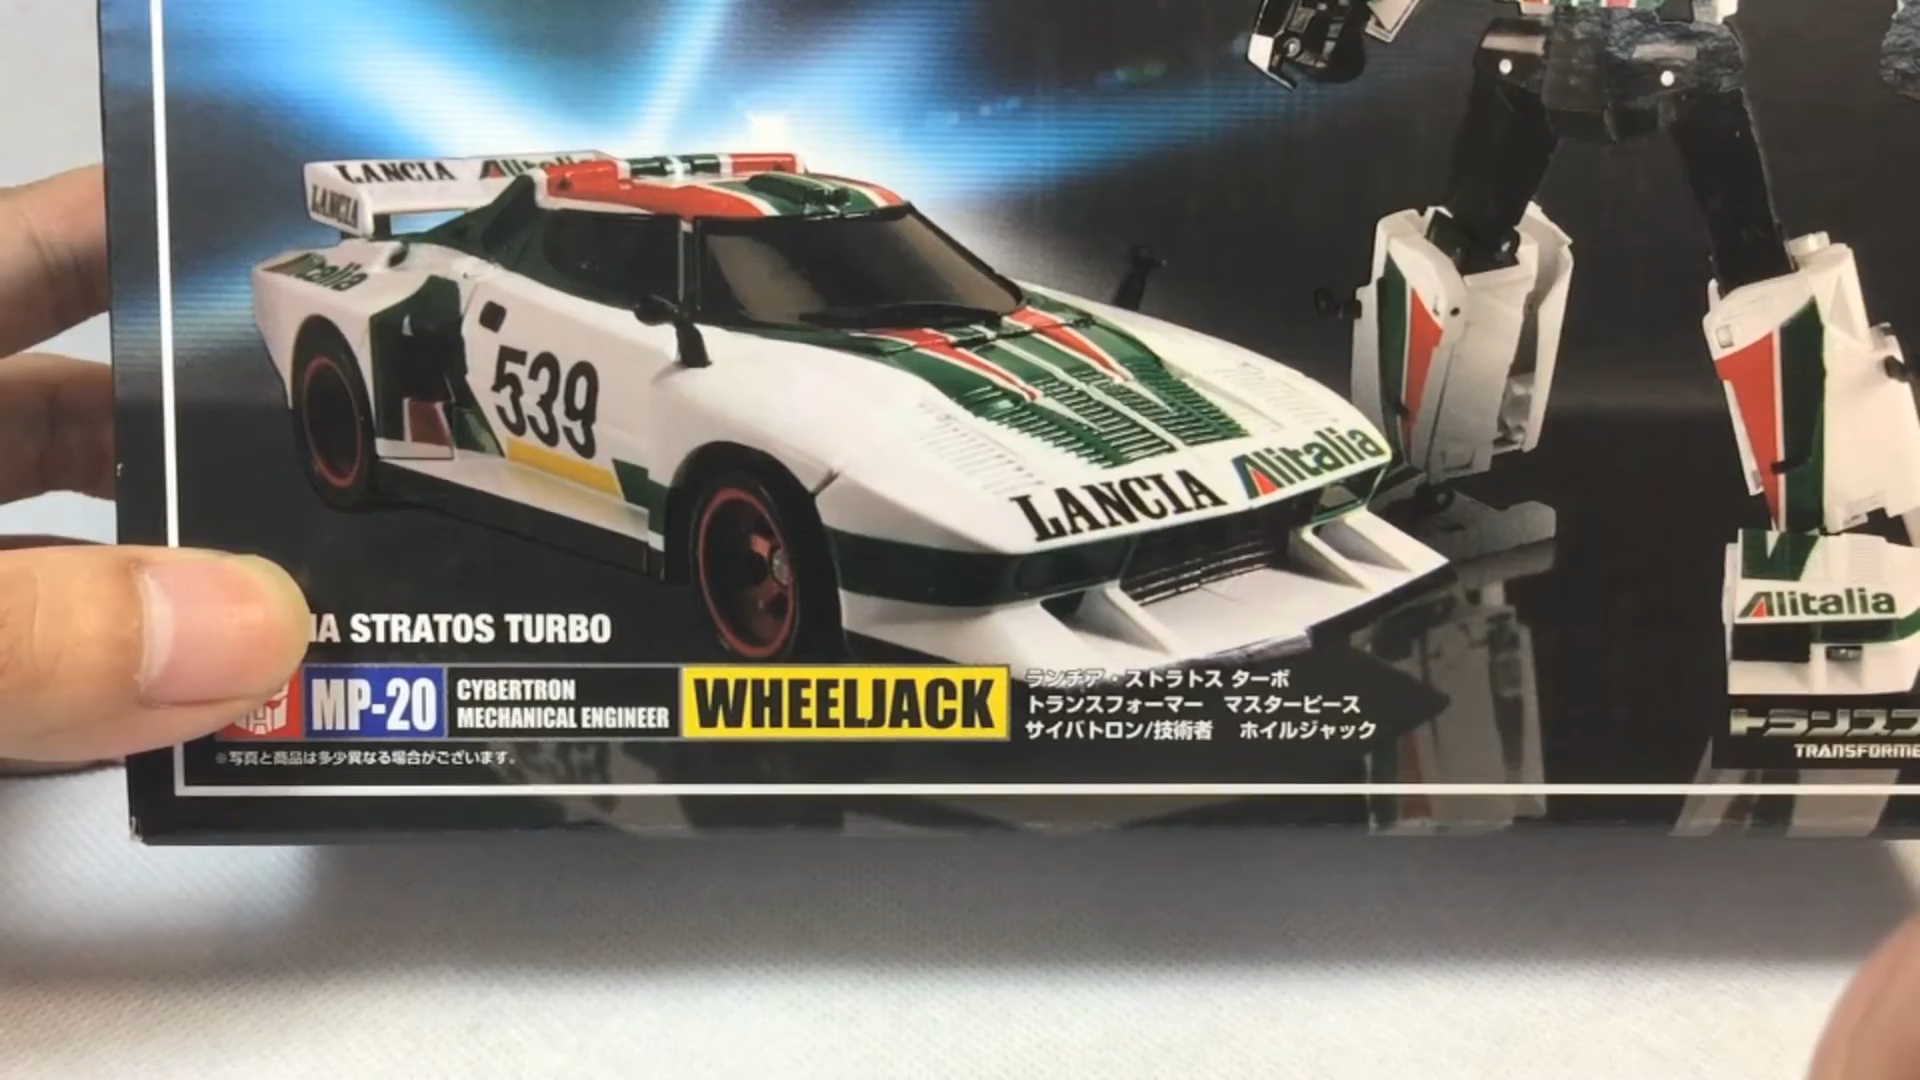 LANCIA Alitalia
LANCIA
Alitalia
539
LANCIA Alitalia
Alitalia
IA STRATOS TURBO
MP-20
CYBERTRON
MECHANICAL ENGINEER
WHEELJACK
ランチア・ストラトス ターボ
トランスフォーマー マスターピース
サイバトロン/技術者 ホイルジャック
※写真と商品は多少異なる場合がございます。
トランスフ
TRANSFORME